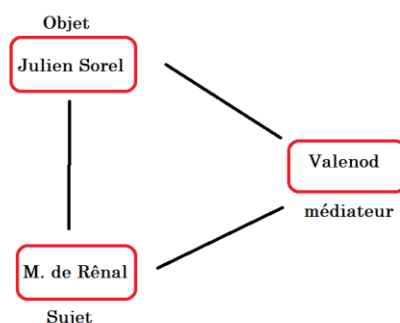 Objet
Julien Sorel
Valenod
médiateur
M. de Rênal
Sujet